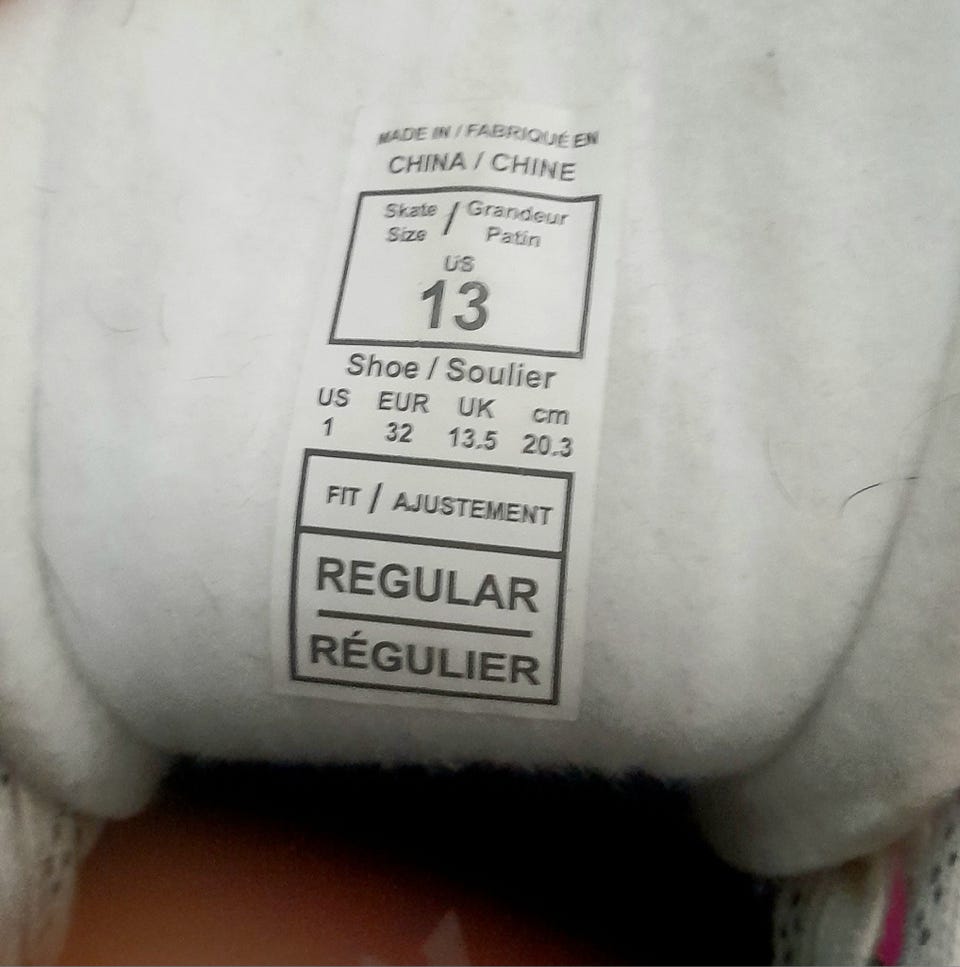 MADE IN / FABRIQUÉ EN
CHINA / CHINE
Skate / Grandeur
Size Patin
US
13
Shoe / Soulier
US EUR UK cm
1 32 13.5 20.3
FIT / AJUSTEMENT
REGULAR
RÉGULIER